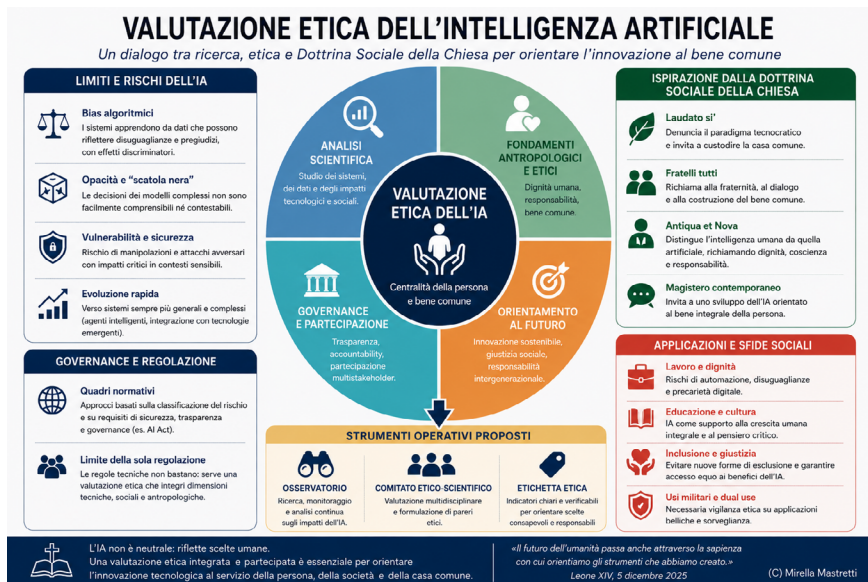 VALUTAZIONE ETICA DELL'INTELLIGENZA ARTIFICIALE
Un dialogo tra ricerca, etica e Dottrina Sociale della Chiesa per orientare l'innovazione al bene comune
LIMITI E RISCHI DELL'IA
Bias algoritmici
I sistemi apprendono da dati che possono
riflettere disuguaglianze e pregiudizi,
con effetti discriminatori.
Opacità e "scatola nera"
Le decisioni dei modelli complessi non sono
facilmente comprensibili né contestabili.
Vulnerabilità e sicurezza
Rischio di manipolazioni e attacchi avversari
con impatti critici in contesti sensibili.
Evoluzione rapida
Verso sistemi sempre più generali e complessi
(agenti intelligenti, integrazione con tecnologie
emergenti).
GOVERNANCE E REGOLAZIONE
Quadri normativi
Approcci basati sulla classificazione del rischio
e su requisiti di sicurezza, trasparenza
e governance (es. AI Act).
Limite della sola regolazione
Le regole tecniche non bastano: serve una
valutazione etica che integri dimensioni
tecniche, sociali e antropologiche.
ANALISI
SCIENTIFICA
Studio dei sistemi,
dei dati e degli impatti
tecnologici e sociali.
FONDAMENTI
ANTROPOLOGICI
E ETICI
Dignità umana,
responsabilità,
bene comune.
VALUTAZIONE
ETICA DELL'IA
Centralità della persona
e bene comune
GOVERNANCE
E PARTECIPAZIONE
Trasparenza,
accountability,
partecipazione
multistakeholder.
ORIENTAMENTO
AL FUTURO
Innovazione sostenibile,
giustizia sociale,
responsabilità
intergenerazionale.
STRUMENTI OPERATIVI PROPOSTI
OSSERVATORIO
Ricerca, monitoraggio
e analisi continua
sugli impatti dell'IA.
COMITATO ETICO-SCIENTIFICO
Valutazione multidisciplinare
e formulazione di pareri
etici.
ETICHETTA ETICA
Indicatori chiari e verificabili
per orientare scelte
consapevoli e responsabili
ISPIRAZIONE DALLA DOTTRINA
SOCIALE DELLA CHIESA
Laudato si'
Denuncia il paradigma tecnocratico
e invita a custodire la casa comune.
Fratelli tutti
Richiama alla fraternità, al dialogo
e alla costruzione del bene comune.
Antiqua et Nova
Distingue l'intelligenza umana da quella
artificiale, richiamando dignità, coscienza
e responsabilità.
Magistero contemporaneo
Invita a uno sviluppo dell'IA orientato
al bene integrale della persona.
APPLICAZIONI E SFIDE SOCIALI
Lavoro e dignità
Rischi di automazione, disuguaglianze
e precarietà digitale.
Educazione e cultura
IA come supporto alla crescita umana
integrale e al pensiero critico.
Inclusione e giustizia
Evitare nuove forme di esclusione e garantire
accesso equo ai benefici dell'IA.
Usi militari e dual use
Necessaria vigilanza etica su applicazioni
belliche e sorveglianza.
L'IA non è neutrale: riflette scelte umane.
Una valutazione etica integrata e partecipata è essenziale per orientare
l'innovazione tecnologica al servizio della persona, della società e della casa comune.
«Il futuro dell'umanità passa anche attraverso la sapienza
con cui orientiamo gli strumenti che abbiamo creato.»
Leone XIV, 5 dicembre 2025
(C) Mirella Mastretti